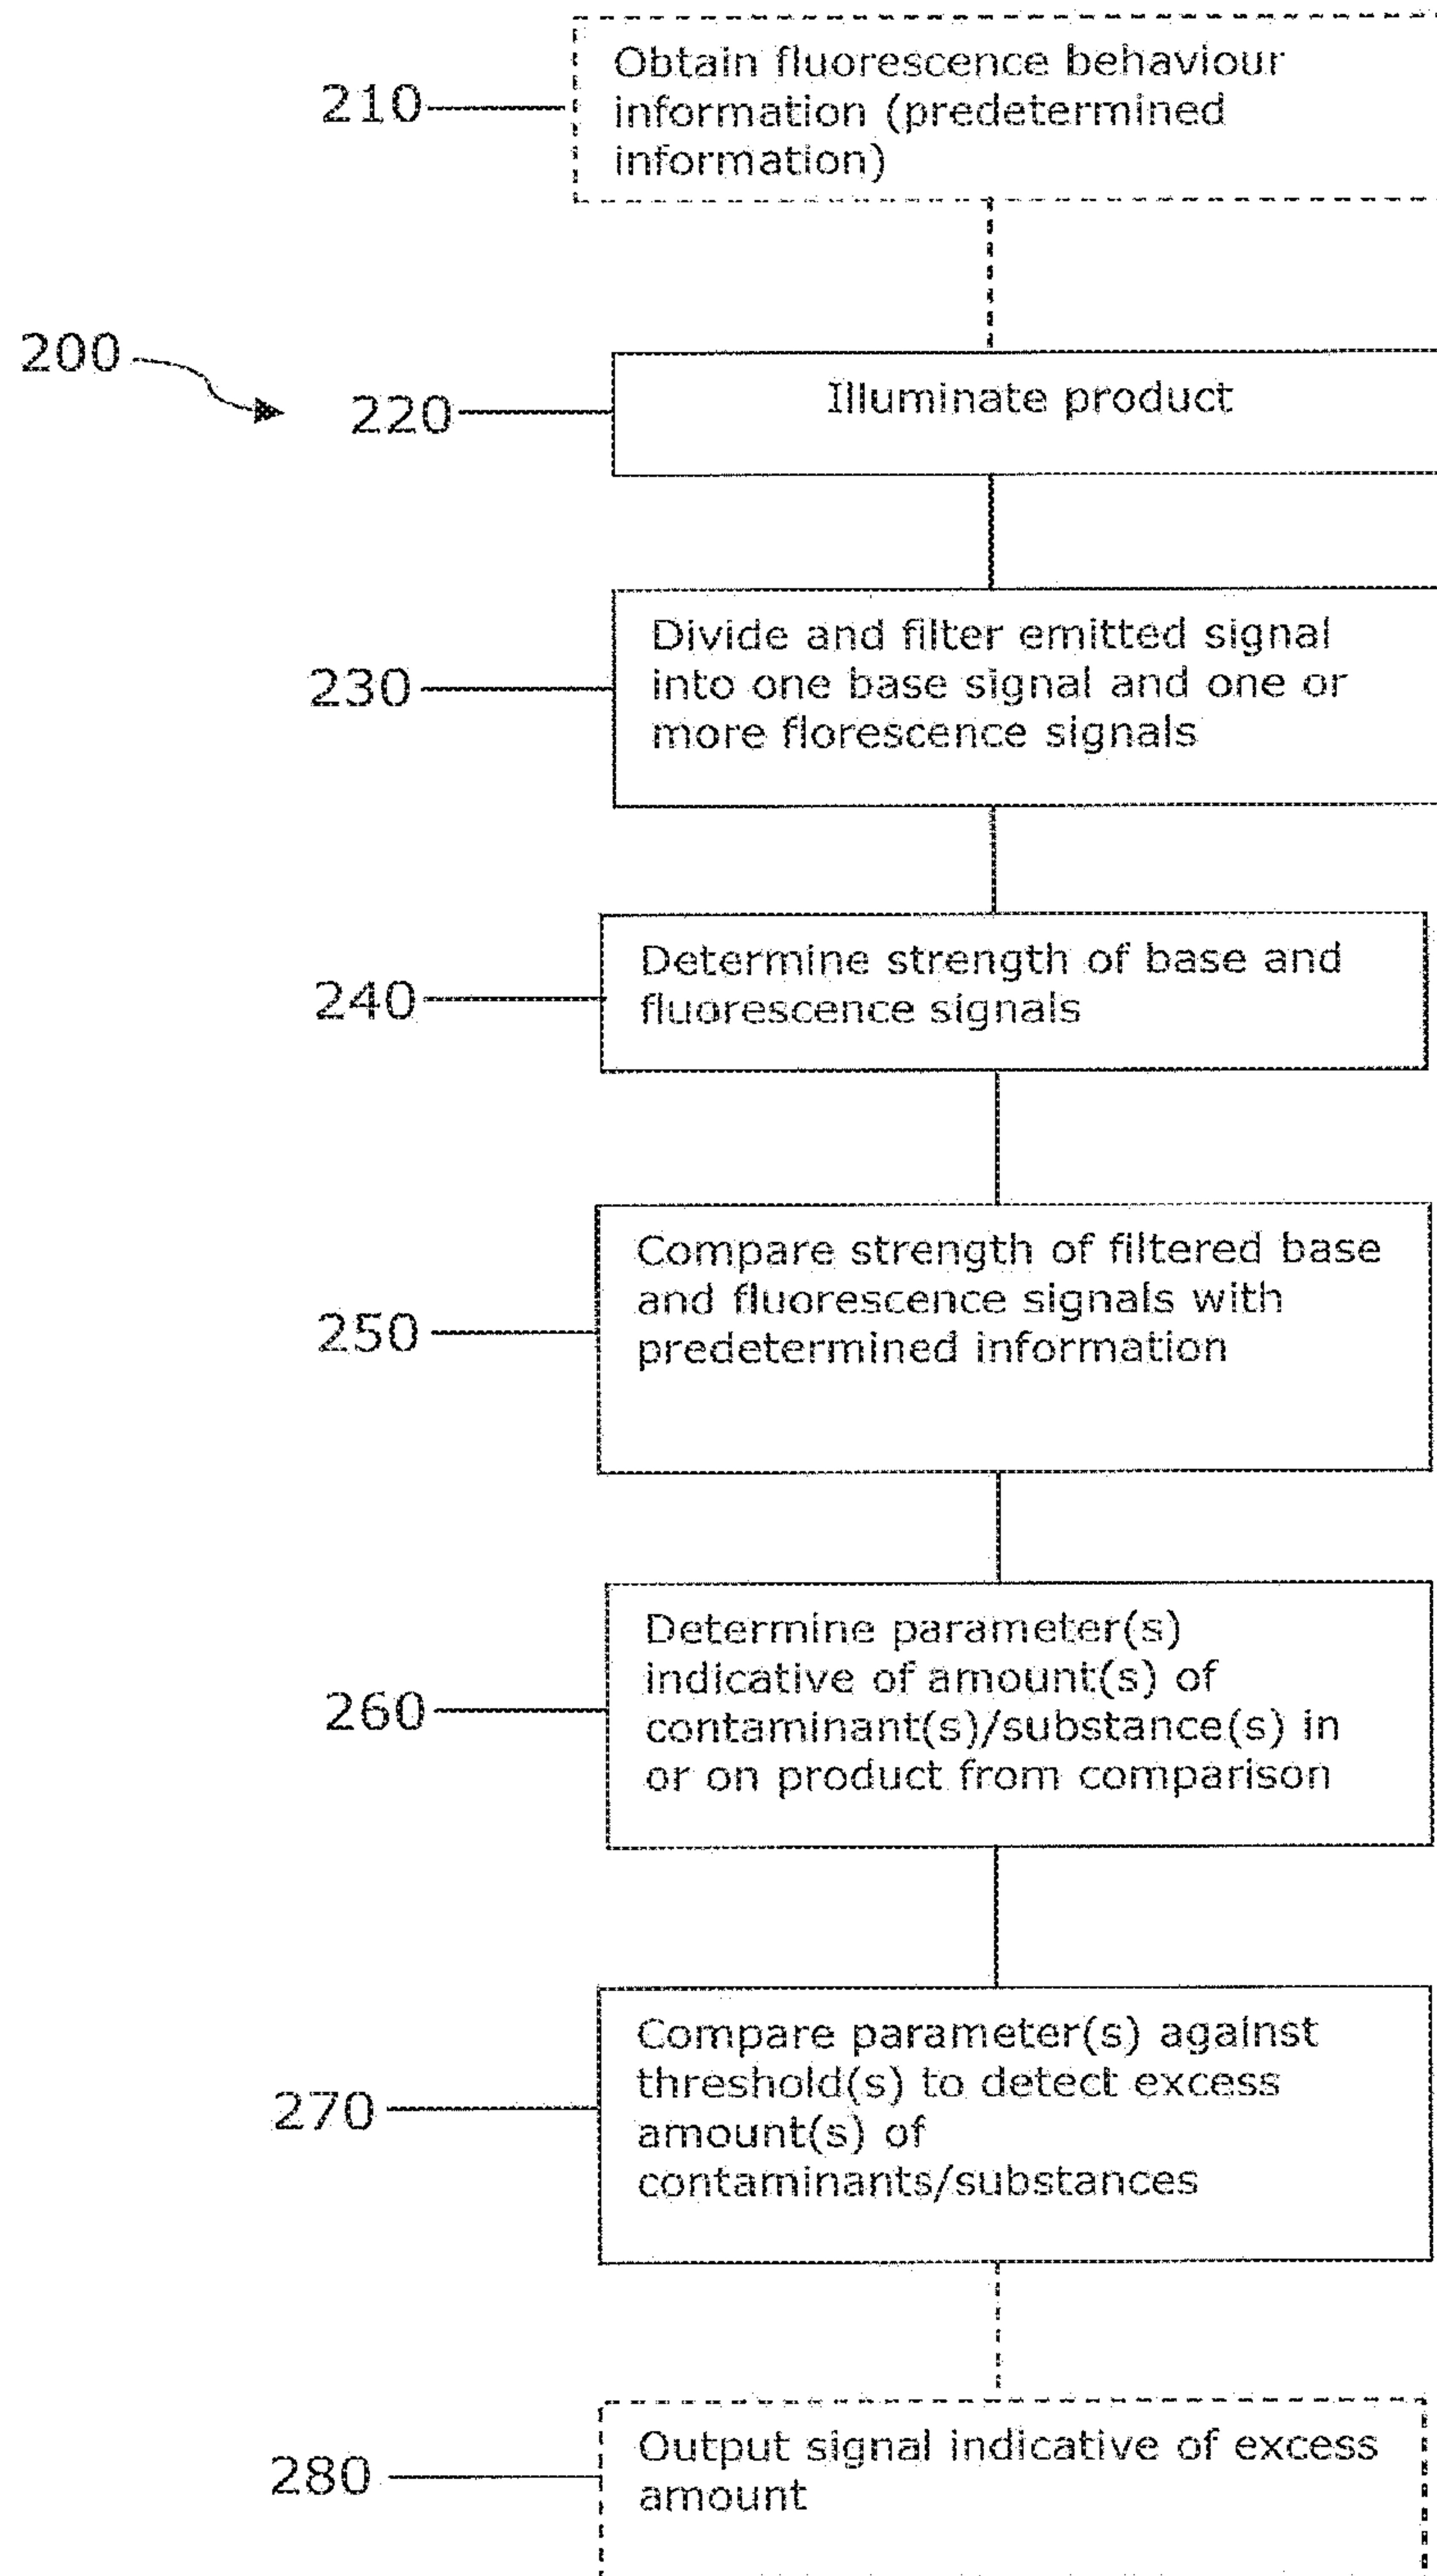 210
Obtain fluorescence behaviour
information (predetermined
information)
200
220
Illuminate product
230
Divide and filter emitted signal
into one base signal and one or
more florescence signals
240
Determine strength of base and
fluorescence signals
250
Compare strength of filtered base
and fluorescence signals with
predetermined information
260
Determine parameter(s)
indicative of amount(s) of
contaminant(s)/substance(s) in
or on product from comparison
270
Compare parameter(s) against
threshold(s) to detect excess
amount(s) of
contaminants/substances
280
Output signal indicative of excess
amount